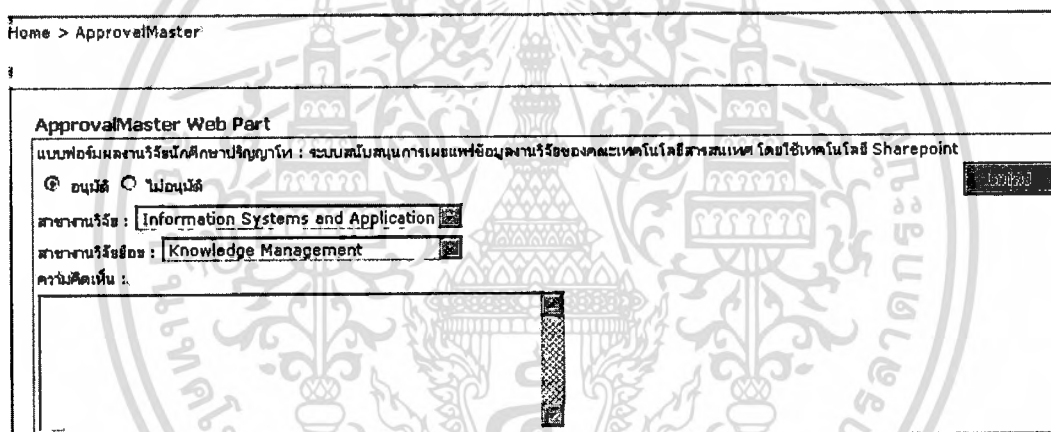 Home > ApprovalMaster
ApprovalMaster Web Part
แบบฟอร์มผลงานวิจัยนักศึกษาปริญญาโท : ระบบสนับสนุนการเผยแพร่ข้อมูลงานวิจัยของคณะเทคโนโลยีสารสนเทศ โดยใช้เทคโนโลยี Sharepoint
อนุมัติ ไม่อนุมัติ
สาขางานวิจัย : Information Systems and Application
สาขางานวิจัยย่อย : Knowledge Management
ความคิดเห็น :